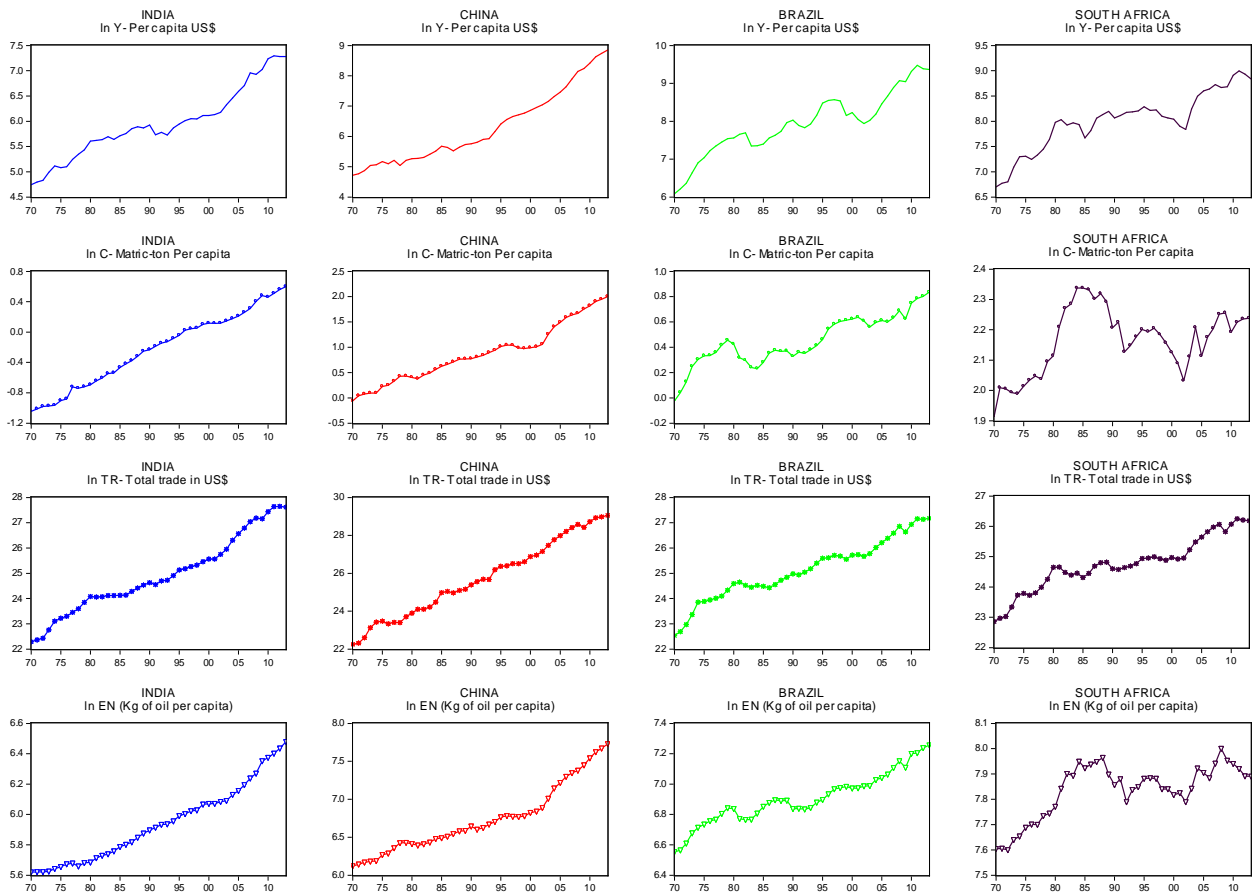 INDIA
ln Y- Per capita US$
7.5
7.0
6.5
6.0
5.5
5.0
4.5
70 75 80 85 90 95 00 05 10
CHINA
ln Y- Per capita US$
9
8
7
6
5
4
70 75 80 85 90 95 00 05 10
BRAZIL
ln Y- Per capita US$
10
9
8
7
6
70 75 80 85 90 95 00 05 10
SOUTH AFRICA
ln Y- Per capita US$
9.5
9.0
8.5
8.0
7.5
7.0
6.5
70 75 80 85 90 95 00 05 10
INDIA
ln C- Matric-ton Per capita
0.8
0.4
0.0
-0.4
-0.8
-1.2
70 75 80 85 90 95 00 05 10
CHINA
ln C- Matric-ton Per capita
2.5
2.0
1.5
1.0
0.5
0.0
-0.5
70 75 80 85 90 95 00 05 10
BRAZIL
ln C- Matric-ton Per capita
1.0
0.8
0.6
0.4
0.2
0.0
-0.2
70 75 80 85 90 95 00 05 10
SOUTH AFRICA
ln C- Matric-ton Per capita
2.4
2.3
2.2
2.1
2.0
1.9
70 75 80 85 90 95 00 05 10
INDIA
ln TR- Total trade in US$
28
27
26
25
24
23
22
70 75 80 85 90 95 00 05 10
CHINA
ln TR- Total trade in US$
30
28
26
24
22
70 75 80 85 90 95 00 05 10
BRAZIL
ln TR- Total trade in US$
28
27
26
25
24
23
22
70 75 80 85 90 95 00 05 10
SOUTH AFRICA
ln TR- Total trade in US$
27
26
25
24
23
22
70 75 80 85 90 95 00 05 10
INDIA
ln EN (Kg of oil per capita)
6.6
6.4
6.2
6.0
5.8
5.6
70 75 80 85 90 95 00 05 10
CHINA
ln EN (Kg of oil per capita)
8.0
7.5
7.0
6.5
6.0
70 75 80 85 90 95 00 05 10
BRAZIL
ln EN (Kg of oil per capita)
7.4
7.2
7.0
6.8
6.6
6.4
70 75 80 85 90 95 00 05 10
SOUTH AFRICA
ln EN (Kg of oil per capita)
8.1
8.0
7.9
7.8
7.7
7.6
7.5
70 75 80 85 90 95 00 05 10